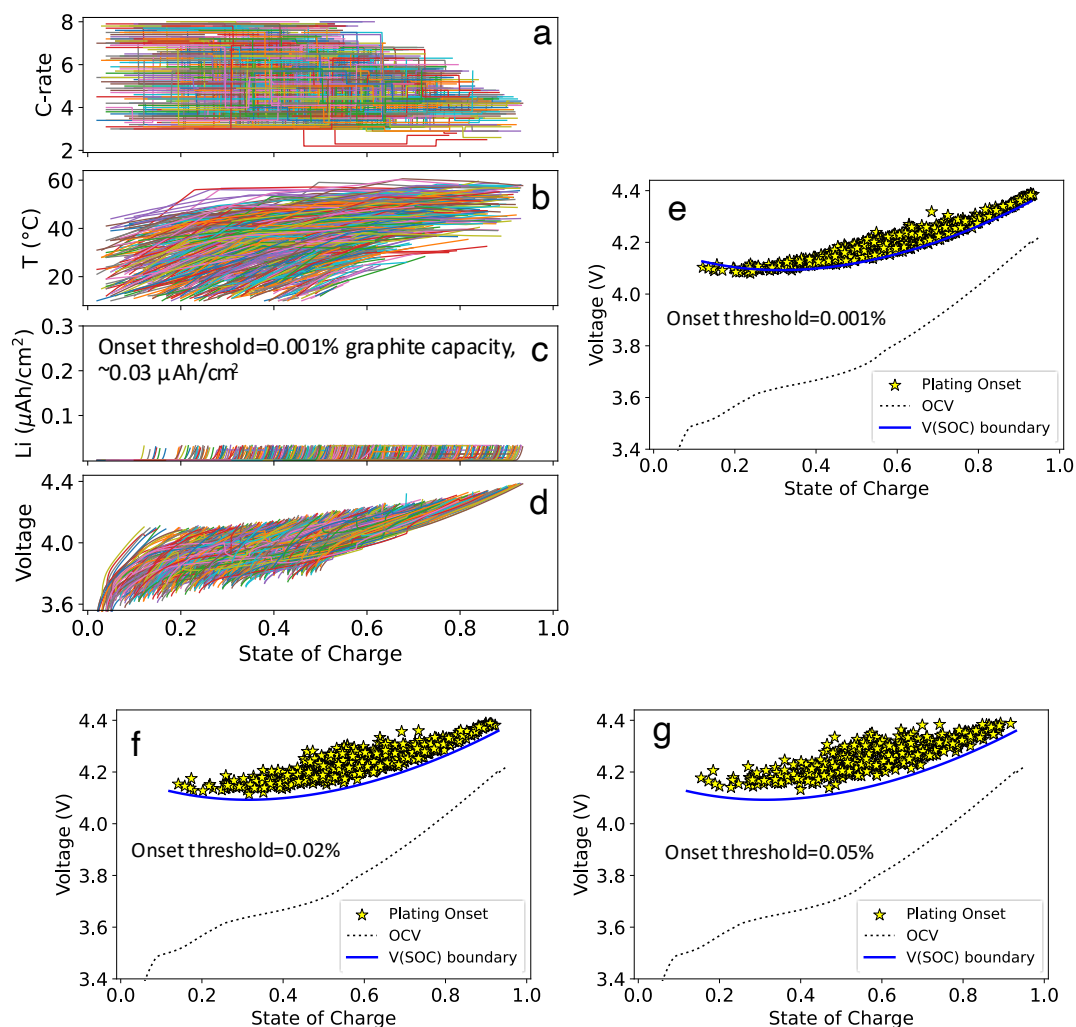 a
C-rate
8
6
4
2
b
T (°C)
60
40
20
c
Li (μAh/cm²)
0.3
0.2
0.1
Onset threshold=0.001% graphite capacity,
~0.03 μAh/cm²
d
Voltage
4.4
4.0
3.6
0.0 0.2 0.4 0.6 0.8 1.0
State of Charge
e
Voltage (V)
4.4
4.2
4.0
3.8
3.6
3.4
Onset threshold=0.001%
Plating Onset
OCV
V(SOC) boundary
0.0 0.2 0.4 0.6 0.8 1.0
State of Charge
f
Voltage (V)
4.4
4.2
4.0
3.8
3.6
3.4
Onset threshold=0.02%
Plating Onset
OCV
V(SOC) boundary
0.0 0.2 0.4 0.6 0.8 1.0
State of Charge
g
Voltage (V)
4.4
4.2
4.0
3.8
3.6
3.4
Onset threshold=0.05%
Plating Onset
OCV
V(SOC) boundary
0.0 0.2 0.4 0.6 0.8 1.0
State of Charge